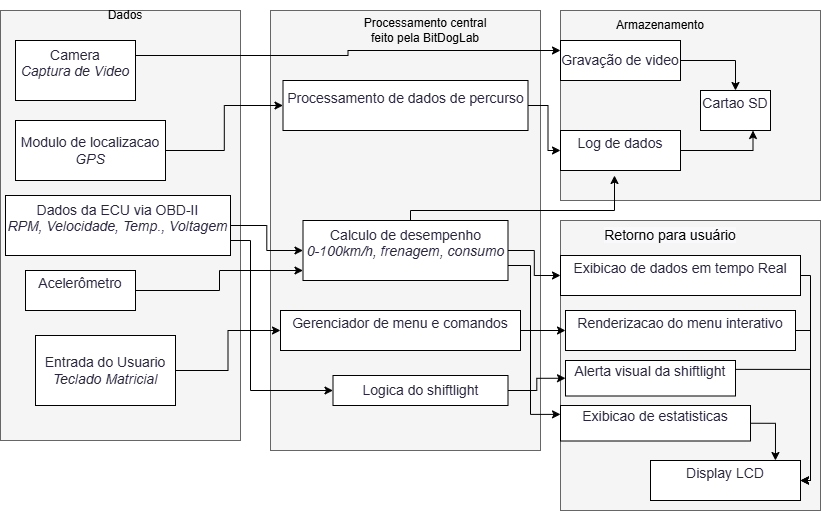 Dados
Camera
Captura de Video
Modulo de localizacao
GPS
Dados da ECU via OBD-II
RPM, Velocidade, Temp., Voltagem
Acelerômetro
Entrada do Usuario
Teclado Matricial
Processamento central
feito pela BitDogLab
Processamento de dados de percurso
Calculo de desempenho
0-100km/h, frenagem, consumo
Gerenciador de menu e comandos
Logica do shiftlight
Armazenamento
Gravação de video
Cartao SD
Log de dados
Retorno para usuário
Exibicao de dados em tempo Real
Renderizacao do menu interativo
Alerta visual da shiftlight
Exibicao de estatisticas
Display LCD